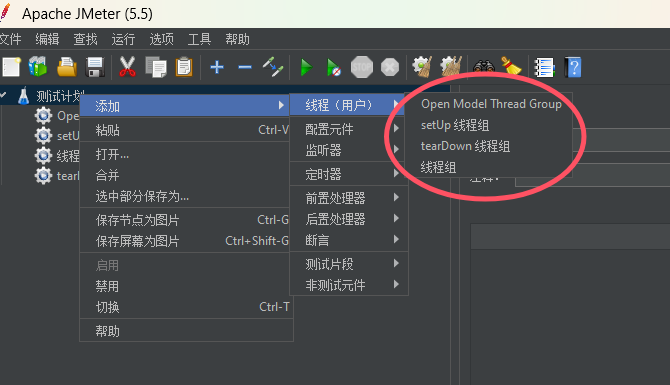 Apache JMeter (5.5)
文件 编辑 查找 运行 选项 工具 帮助
STOP
测试计划
Op
setU
线程
tear
添加
粘贴 Ctrl-V
打开...
合并
选中部分保存为...
保存节点为图片 Ctrl-G
保存屏幕为图片 Ctrl+Shift-G
启用
禁用
切换 Ctrl-T
帮助
线程（用户）
配置元件
监听器
定时器
前置处理器
后置处理器
断言
测试片段
非测试元件
Open Model Thread Group
setUp 线程组
tearDown 线程组
线程组